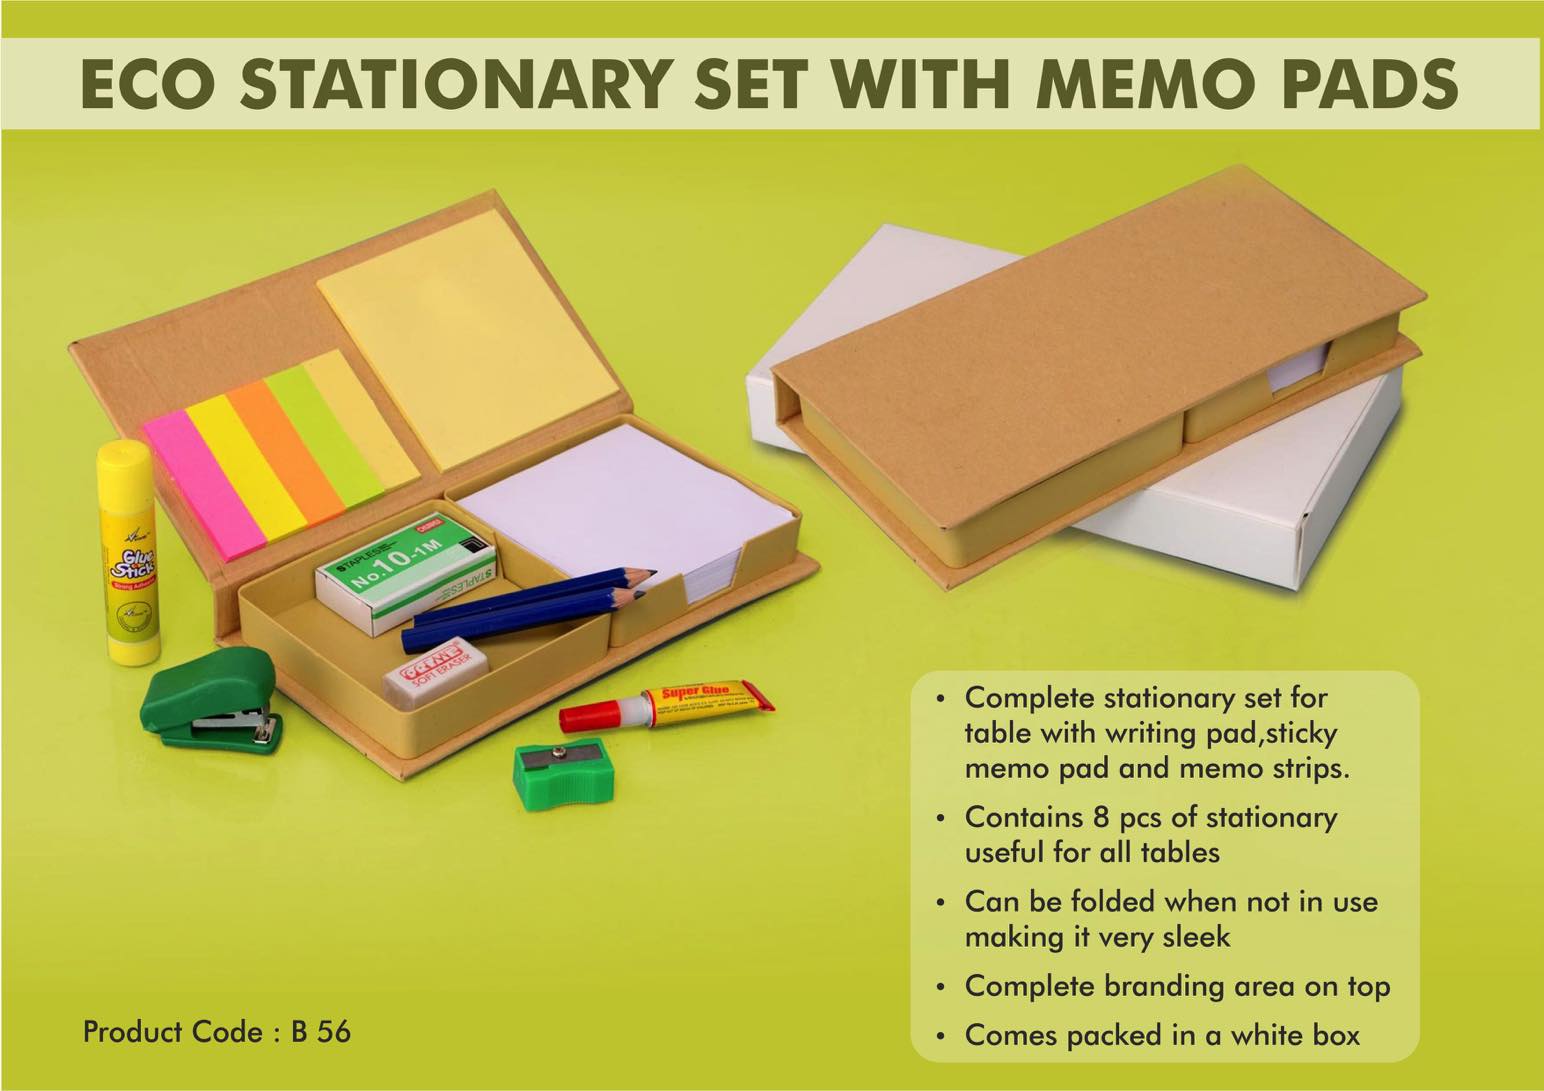 ECO STATIONARY SET WITH MEMO PADS
STAPLES
No.10-1M
STAPLES
Glue
Stick
Strong Adhesive
PRIME
SOFT ERASER
Super Glue
• Complete stationary set for
table with writing pad,sticky
memo pad and memo strips.
• Contains 8 pcs of stationary
useful for all tables
• Can be folded when not in use
making it very sleek
• Complete branding area on top
• Comes packed in a white box
Product Code : B 56